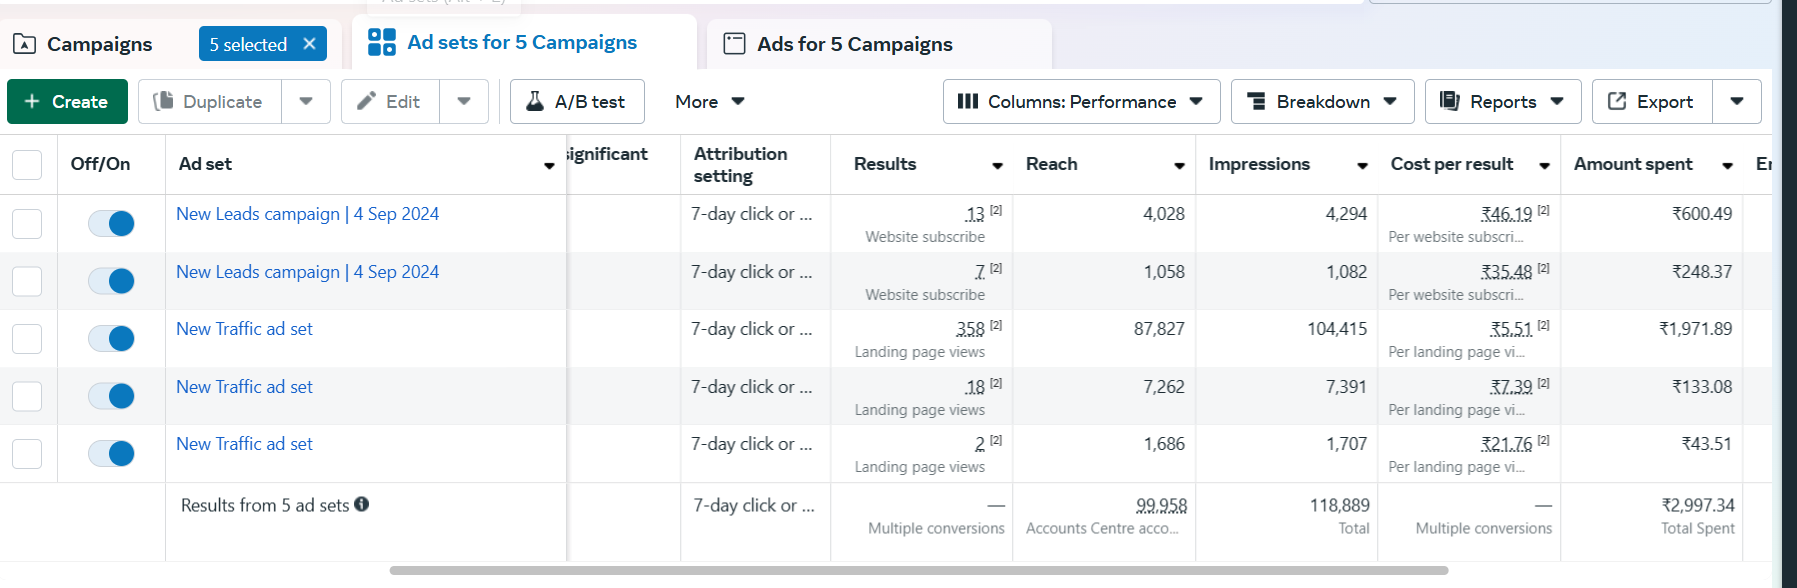 Campaigns
5 selected
Ad sets for 5 Campaigns
Ads for 5 Campaigns
Create
Duplicate
Edit
A/B test
More
Columns: Performance
Breakdown
Reports
Export
Off/On
Ad set
significant
Attribution setting
Results
Reach
Impressions
Cost per result
Amount spent
New Leads campaign | 4 Sep 2024
7-day click or ...
13 [2]
Website subscribe
4,028
4,294
₹46.19 [2]
Per website subscri...
₹600.49
New Leads campaign | 4 Sep 2024
7-day click or ...
7 [2]
Website subscribe
1,058
1,082
₹35.48 [2]
Per website subscri...
₹248.37
New Traffic ad set
7-day click or ...
358 [2]
Landing page views
87,827
104,415
₹5.51 [2]
Per landing page vi...
₹1,971.89
New Traffic ad set
7-day click or ...
18 [2]
Landing page views
7,262
7,391
₹7.39 [2]
Per landing page vi...
₹133.08
New Traffic ad set
7-day click or ...
2 [2]
Landing page views
1,686
1,707
₹21.76 [2]
Per landing page vi...
₹43.51
Results from 5 ad sets
7-day click or ...
—
Multiple conversions
99,958
Accounts Centre acco...
118,889
Total
—
Multiple conversions
₹2,997.34
Total Spent